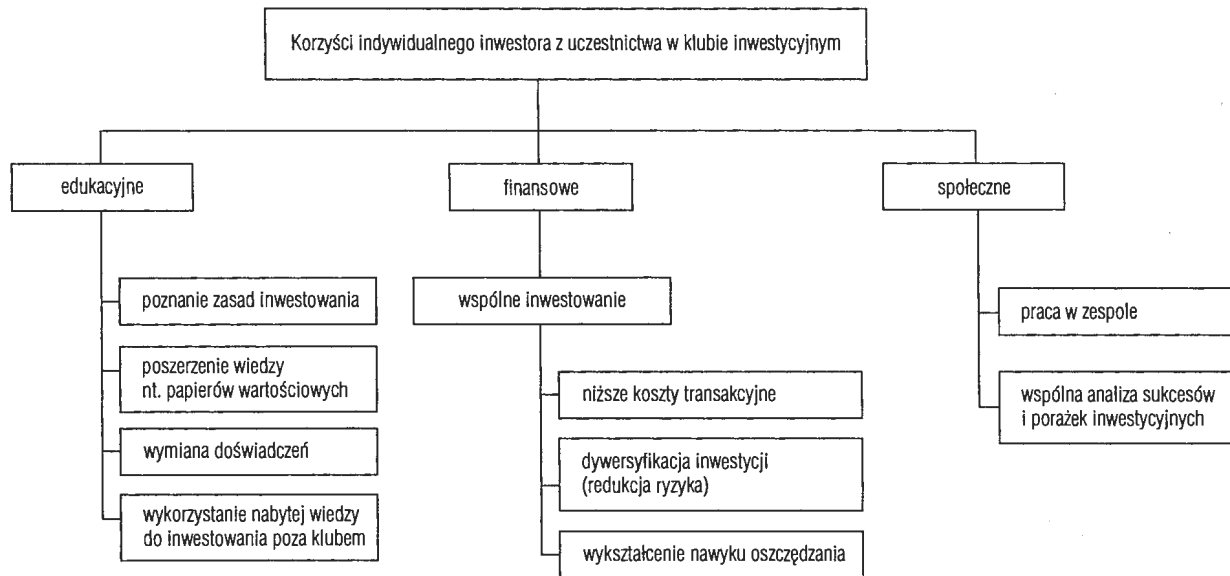 Korzyści indywidualnego inwestora z uczestnictwa w klubie inwestycyjnym
edukacyjne
poznanie zasad inwestowania
poszerzenie wiedzy
nt. papierów wartościowych
wymiana doświadczeń
wykorzystanie nabytej wiedzy
do inwestowania poza klubem
finansowe
wspólne inwestowanie
niższe koszty transakcyjne
dywersyfikacja inwestycji
(redukcja ryzyka)
wykształcenie nawyku oszczędzania
społeczne
praca w zespole
wspólna analiza sukcesów
i porażek inwestycyjnych